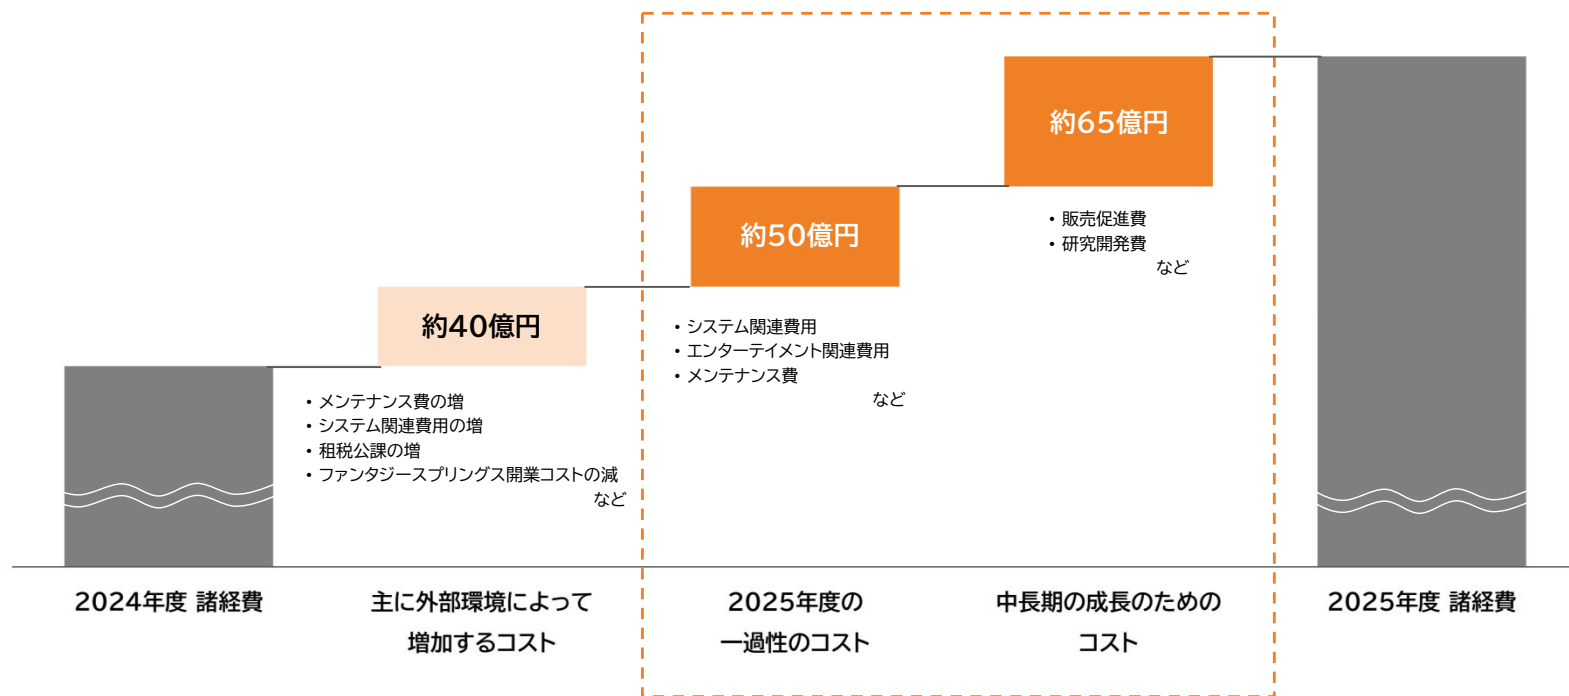 約65億円
• 販売促進費
• 研究開発費
など
約50億円
• システム関連費用
• エンターテイメント関連費用
• メンテナンス費
など
約40億円
• メンテナンス費の増
• システム関連費用の増
• 租税公課の増
• ファンタジースプリングス開業コストの減
など
2024年度 諸経費
主に外部環境によって
増加するコスト
2025年度の
一過性のコスト
中長期の成長のための
コスト
2025年度 諸経費